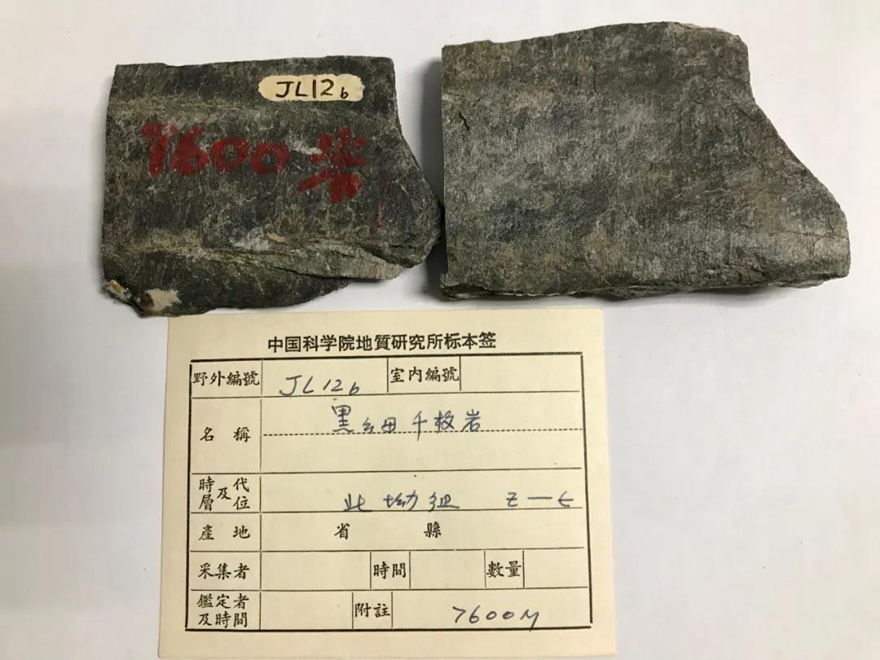 JL12b
7600米
中国科学院地質研究所标本签
野外編號 JL12b 室内編號
名稱 黑云母千枚岩
時代及層位 北坳组 Z—Є
產地 省 縣
采集者 時間 數量
鑑定者及時間 附註 7600M